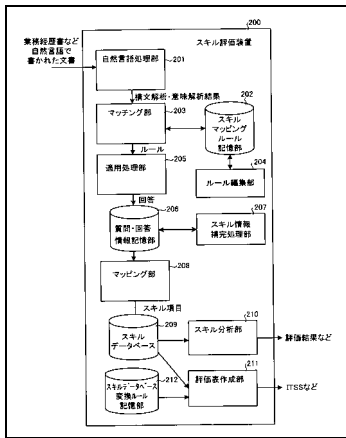 200
スキル評価装置
業務経歴書など
自然言語で
書かれた文書
自然言語処理部
201
構文解析・意味解析結果
202
マッチング部
203
スキル
マッピング
ルール
記憶部
ルール
適用処理部
205
204
ルール編集部
回答
206
質問・回答
情報記憶部
207
スキル情報
補完処理部
208
マッピング部
スキル項目
209
スキル
データベース
210
スキル分析部
評価結果など
212
スキルデータベース
変換ルール
記憶部
211
評価表作成部
ITSSなど